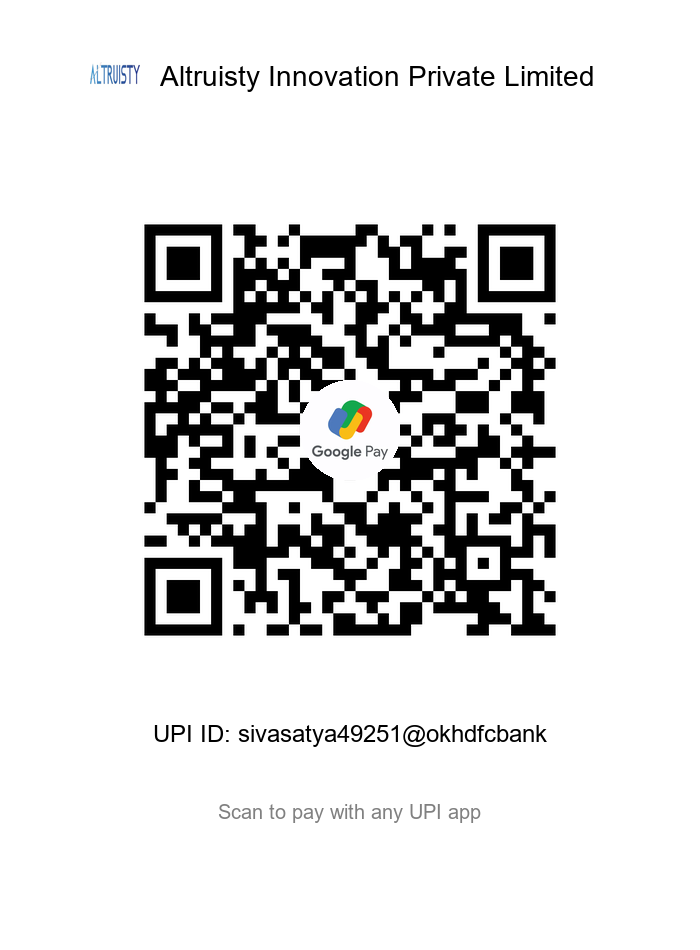 ALTRUISTY Altruisty Innovation Private Limited
Google Pay
UPI ID: sivasatya49251@okhdfcbank
Scan to pay with any UPI app